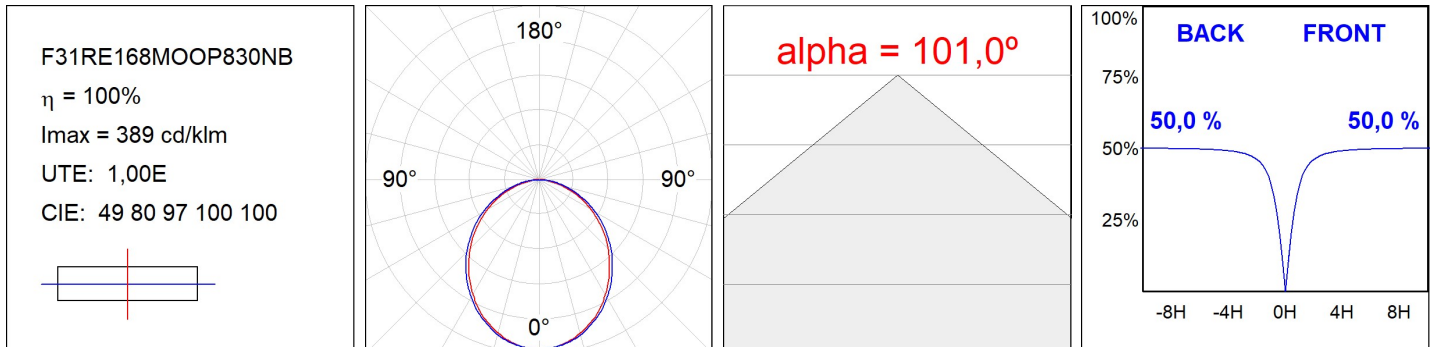 F31RE168MOOP830NB
η = 100%
Imax = 389 cd/klm
UTE: 1,00E
CIE: 49 80 97 100 100
180°
90° 90°
0°
alpha = 101,0º
100%
BACK FRONT
75%
50,0 % 50,0 %
50%
25%
-8H -4H 0H 4H 8H